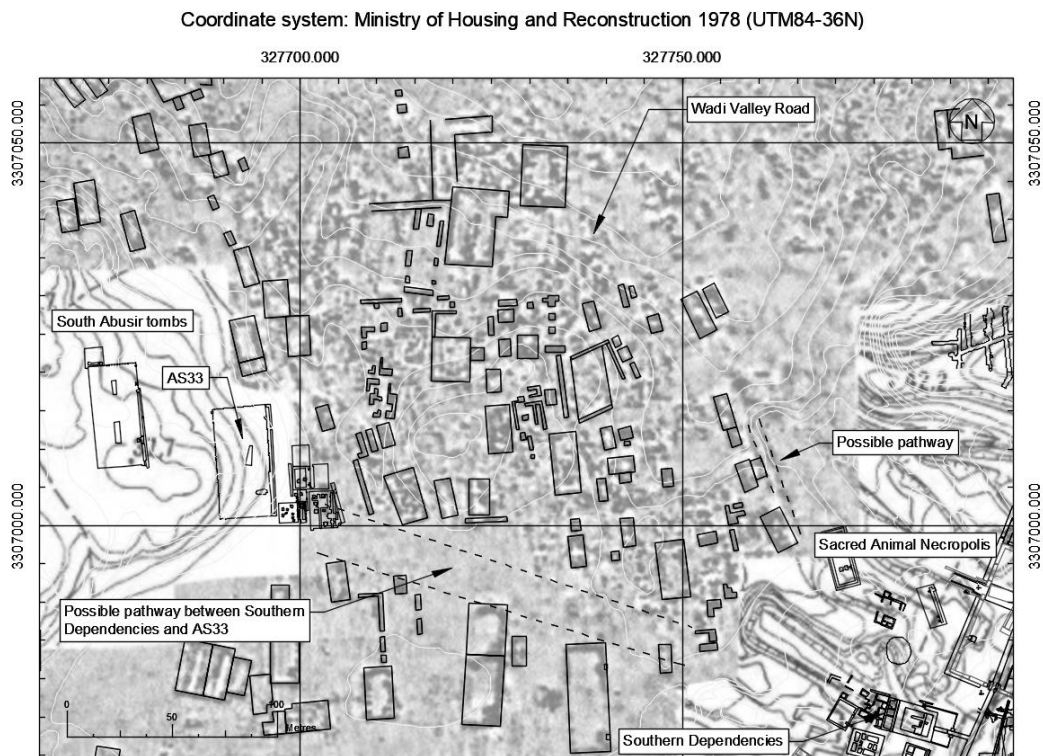 Coordinate system: Ministry of Housing and Reconstruction 1978 (UTM84-36N)
327700.000
327750.000
3307050.000
3307050.000
Wadi Valley Road
N
South Abusir tombs
AS33
Possible pathway
3307000.000
3307000.000
Sacred Animal Necropolis
Possible pathway between Southern
Dependencies and AS33
0
50
100
Metres
Southern Dependencies